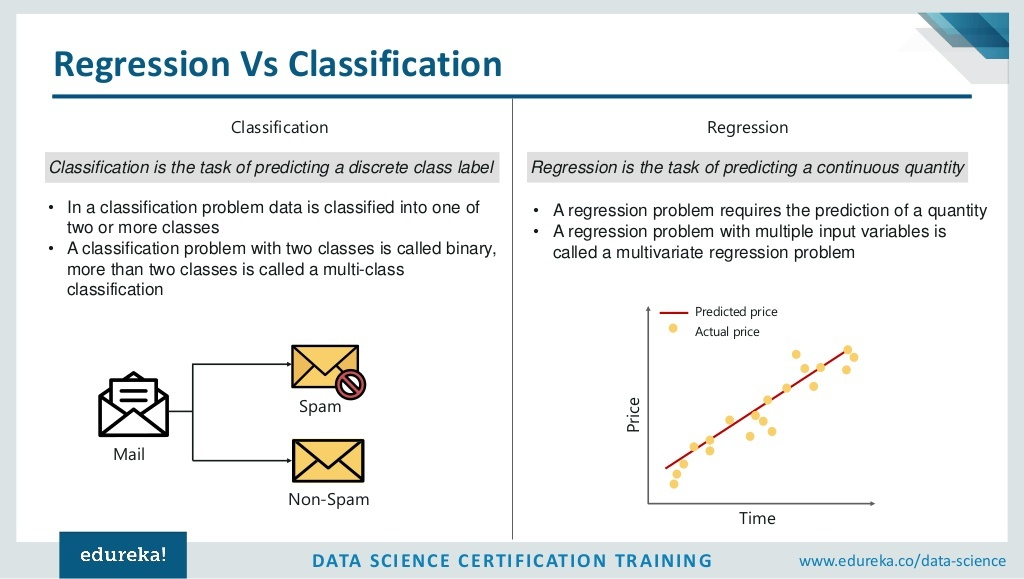 Regression Vs Classification
Classification
Classification is the task of predicting a discrete class label
• In a classification problem data is classified into one of
two or more classes
• A classification problem with two classes is called binary,
more than two classes is called a multi-class
classification
Mail
Spam
Non-Spam
Regression
Regression is the task of predicting a continuous quantity
• A regression problem requires the prediction of a quantity
• A regression problem with multiple input variables is
called a multivariate regression problem
Predicted price
Actual price
Price
Time
edureka!
DATA SCIENCE CERTIFICATION TRAINING
www.edureka.co/data-science